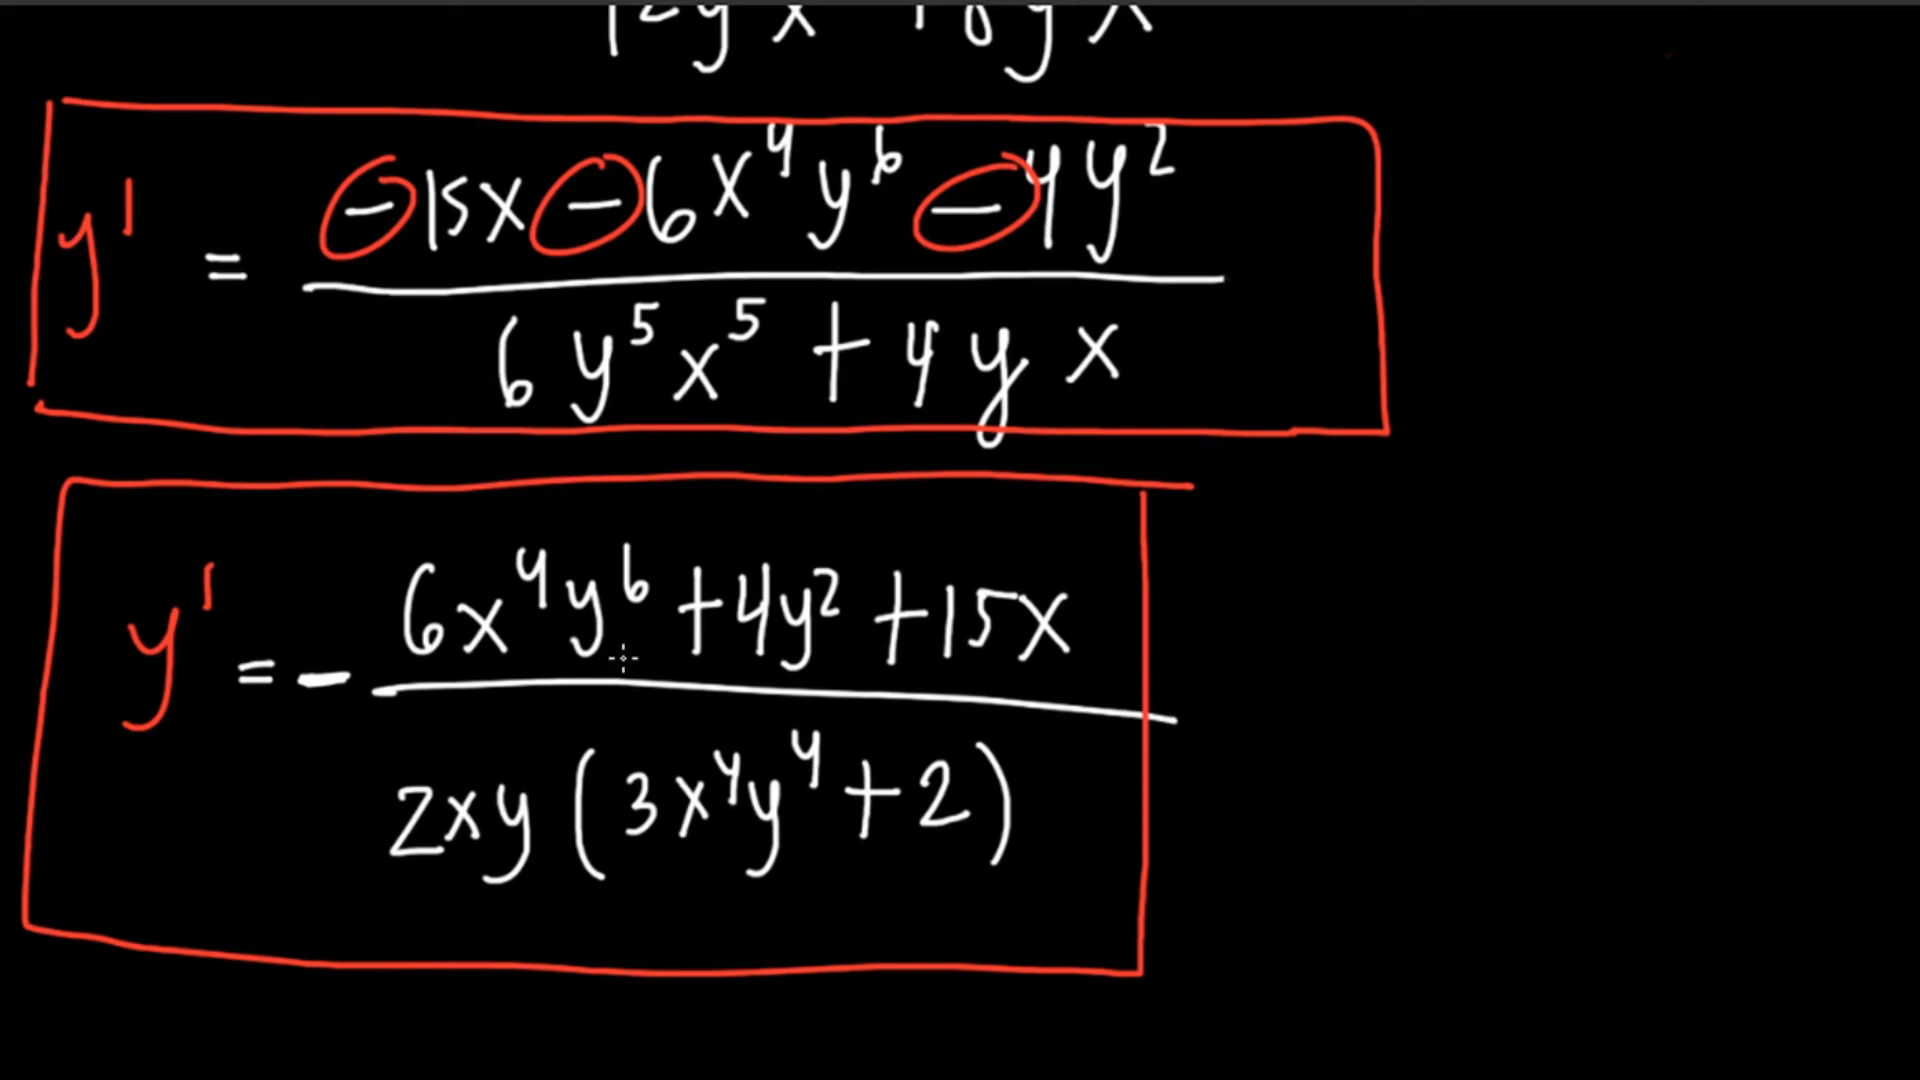 y' = -15x - 6x⁴y⁶ - 4y²
6y⁵x⁵ + 4yx
y' = - 6x⁴y⁶ + 4y² + 15x
2xy (3x⁴y⁴ + 2)